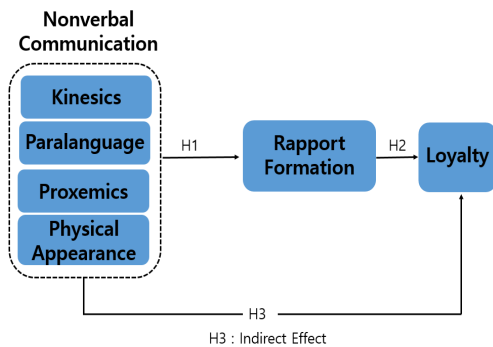 Nonverbal
Communication
Kinesics
Paralanguage
Proxemics
Physical
Appearance
H1
Rapport
Formation
H2
Loyalty
H3
H3 : Indirect Effect